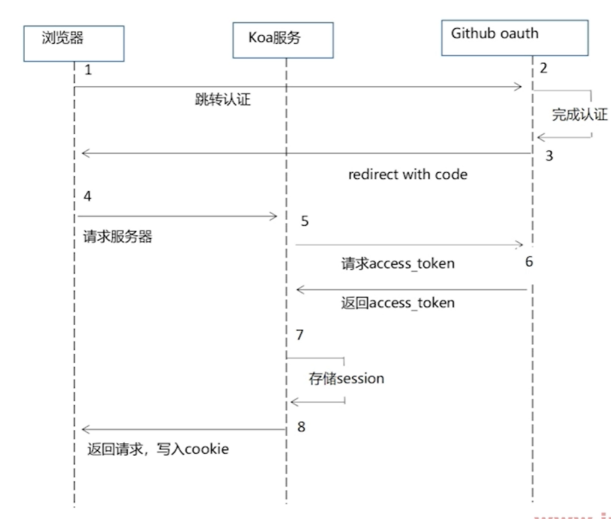 浏览器
Koa服务
Github oauth
1
2
跳转认证
完成认证
3
redirect with code
4
请求服务器
5
请求access_token
6
返回access_token
7
存储session
8
返回请求，写入cookie